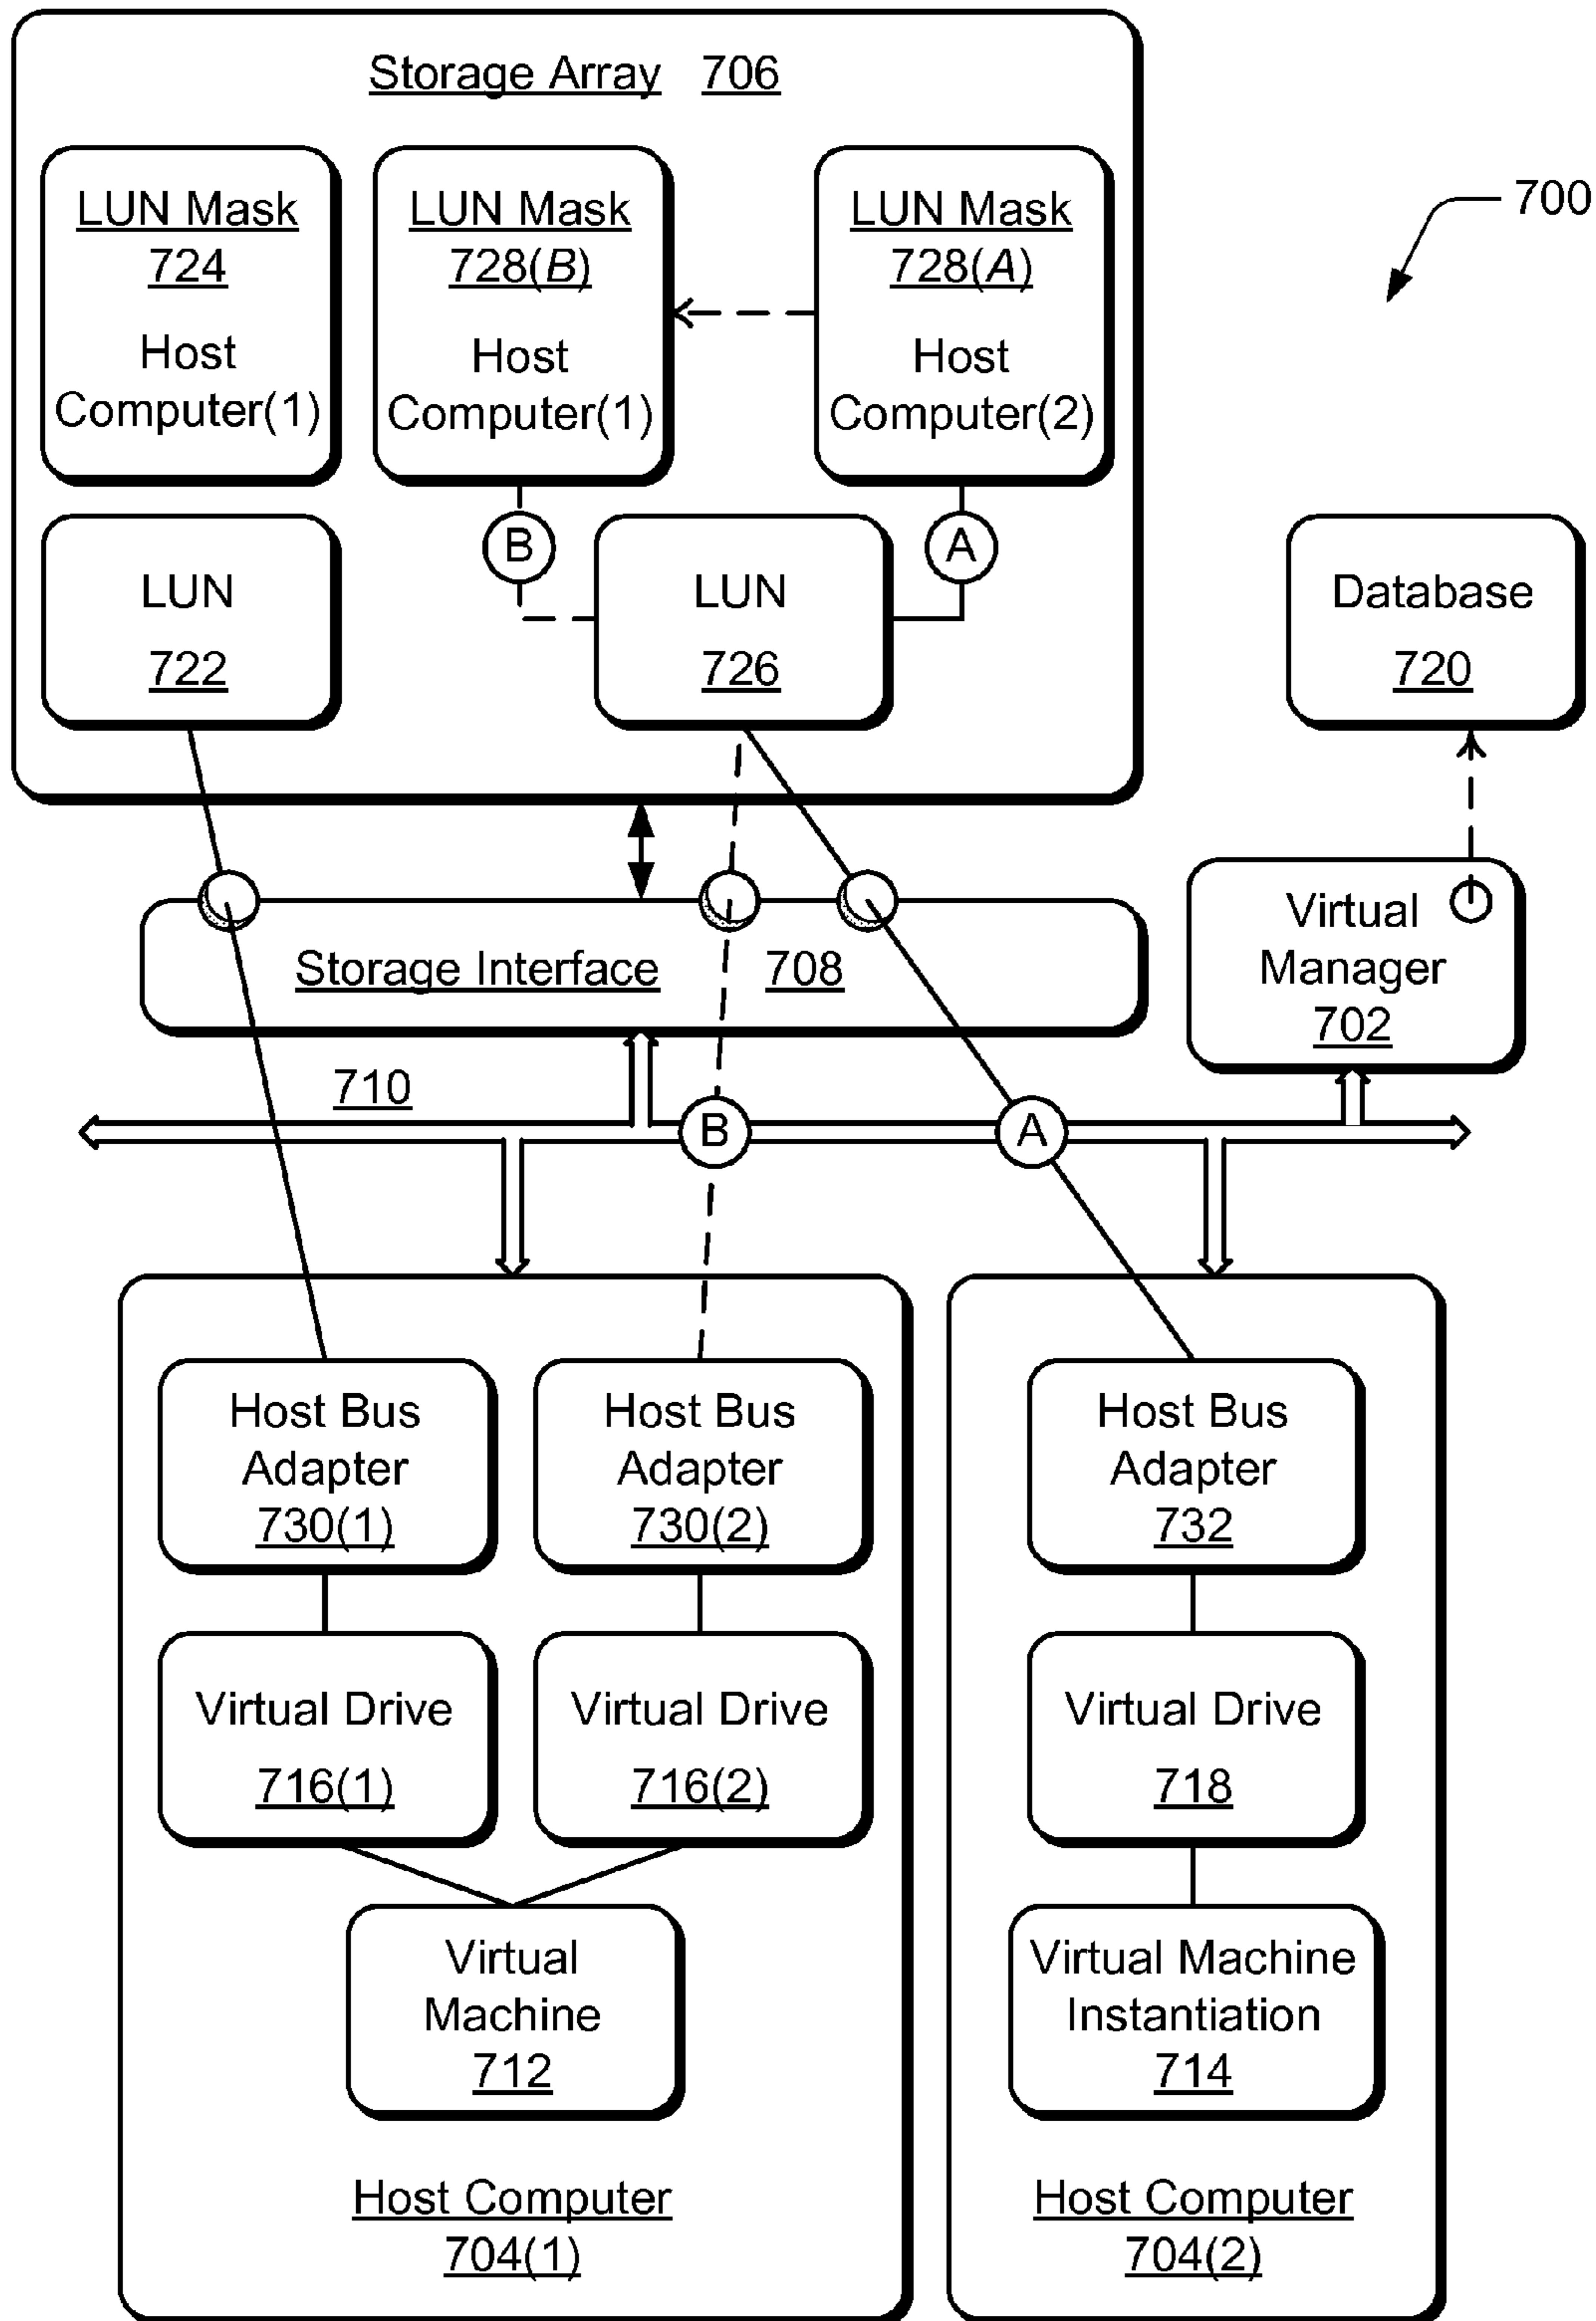 Storage Array 706
LUN Mask
724
Host
Computer(1)
LUN Mask
728(B)
Host
Computer(1)
LUN Mask
728(A)
Host
Computer(2)
700
B
A
LUN
722
LUN
726
Database
720
Virtual
Manager
702
Storage Interface 708
710
B
A
Host Bus
Adapter
730(1)
Host Bus
Adapter
730(2)
Host Bus
Adapter
732
Virtual Drive
716(1)
Virtual Drive
716(2)
Virtual Drive
718
Virtual
Machine
712
Virtual Machine
Instantiation
714
Host Computer
704(1)
Host Computer
704(2)